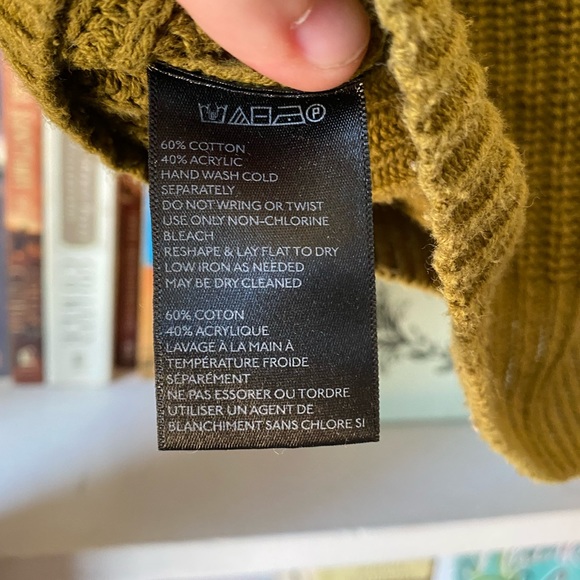 P
60% COTTON
40% ACRYLIC
HAND WASH COLD
SEPARATELY
DO NOT WRING OR TWIST
USE ONLY NON-CHLORINE
BLEACH
RESHAPE & LAY FLAT TO DRY
LOW IRON AS NEEDED
MAY BE DRY CLEANED
60% COTON
40% ACRYLIQUE
LAVAGE À LA MAIN À
TEMPÉRATURE FROIDE
SÉPARÉMENT
NE PAS ESSORER OU TORDRE
UTILISER UN AGENT DE
BLANCHIMENT SANS CHLORE SI